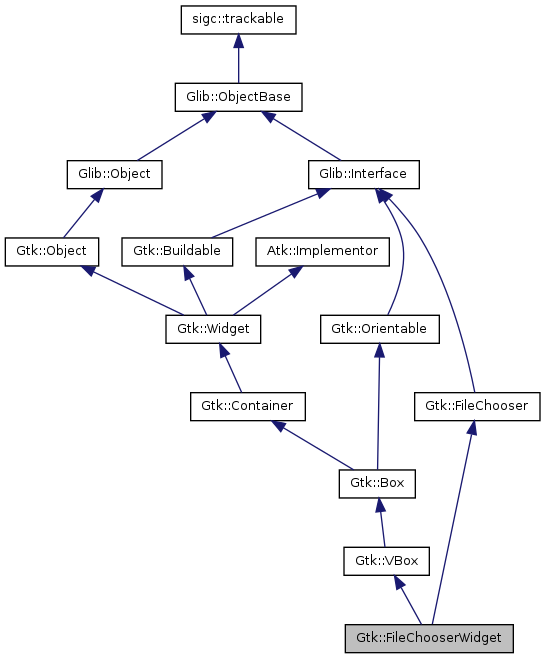 sigc::trackable
Glib::ObjectBase
Glib::Object
Glib::Interface
Gtk::Object
Gtk::Buildable
Atk::Implementor
Gtk::Widget
Gtk::Orientable
Gtk::Container
Gtk::FileChooser
Gtk::Box
Gtk::VBox
Gtk::FileChooserWidget